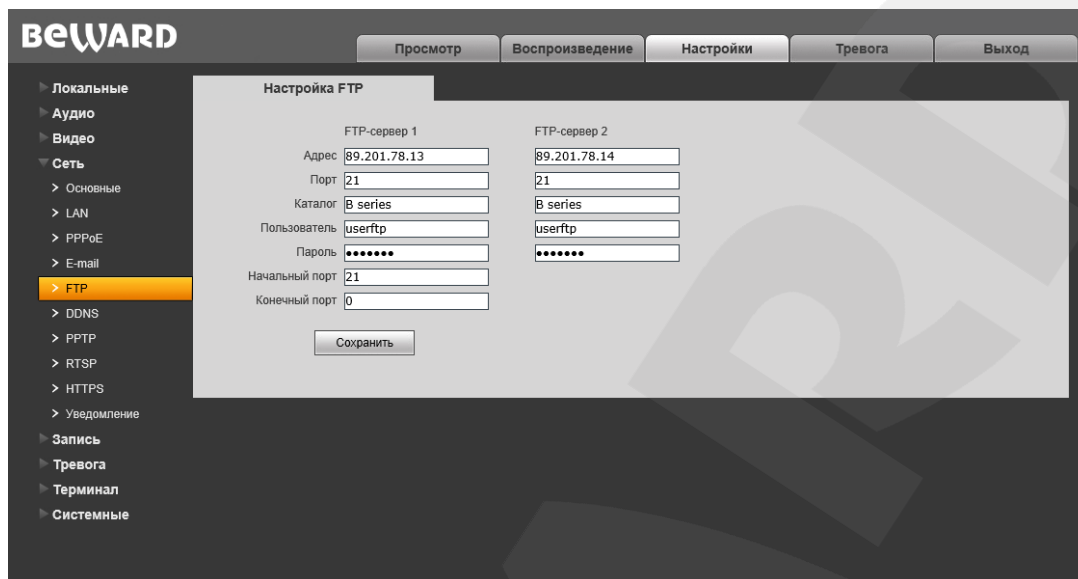 BEWARD
Просмотр Воспроизведение Настройки Тревога Выход
Локальные
Аудио
Видео
Сеть
> Основные
> LAN
> PPPoE
> E-mail
> FTP
> DDNS
> PPTP
> RTSP
> HTTPS
> Уведомление
Запись
Тревога
Терминал
Системные
Настройка FTP
FTP-сервер 1 FTP-сервер 2
Адрес 89.201.78.13 89.201.78.14
Порт 21 21
Каталог B series B series
Пользователь userftp userftp
Пароль ••••••• •••••••
Начальный порт 21
Конечный порт 0
Сохранить